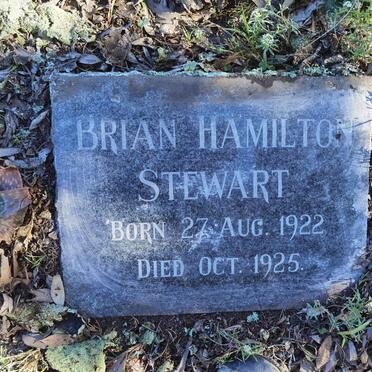 BRIAN HAMILTON
STEWART
BORN 27. AUG. 1922
DIED OCT. 1925.